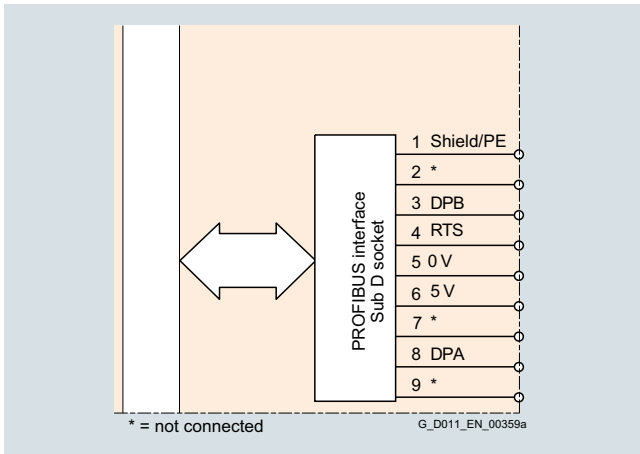 PROFIBUS interface
Sub D socket
1 Shield/PE
2 *
3 DPB
4 RTS
5 0 V
6 5 V
7 *
8 DPA
9 *
* = not connected
G_D011_EN_00359a